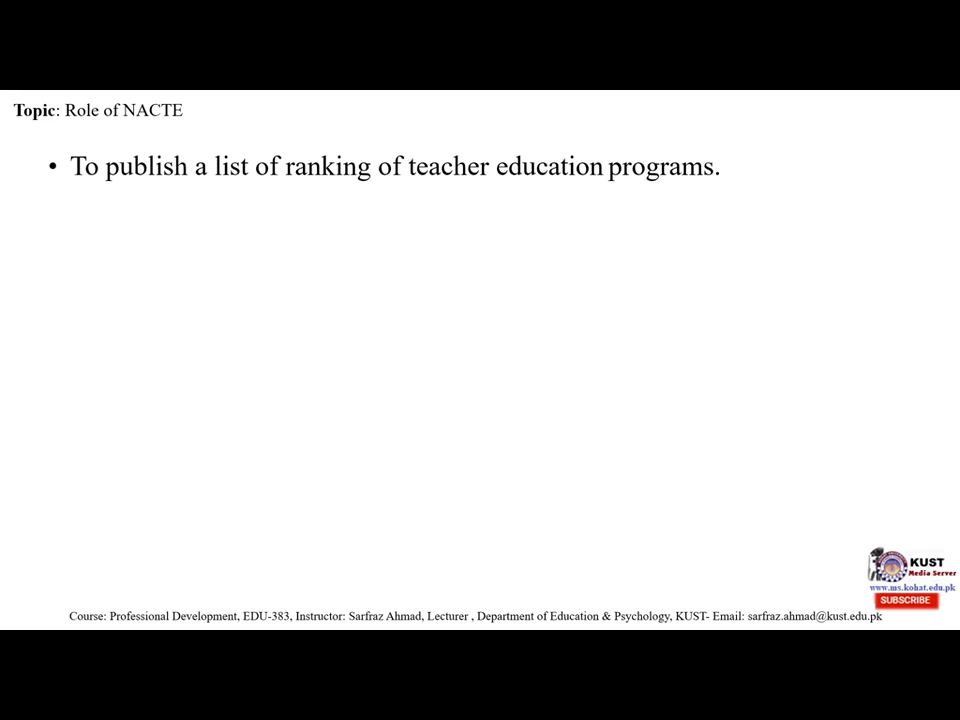 Topic: Role of NACTE
• To publish a list of ranking of teacher education programs.
KUST
Media Server
www.ms.kohat.edu.pk
SUBSCRIBE
Course: Professional Development, EDU-383, Instructor: Sarfraz Ahmad, Lecturer , Department of Education & Psychology, KUST- Email: sarfraz.ahmad@kust.edu.pk